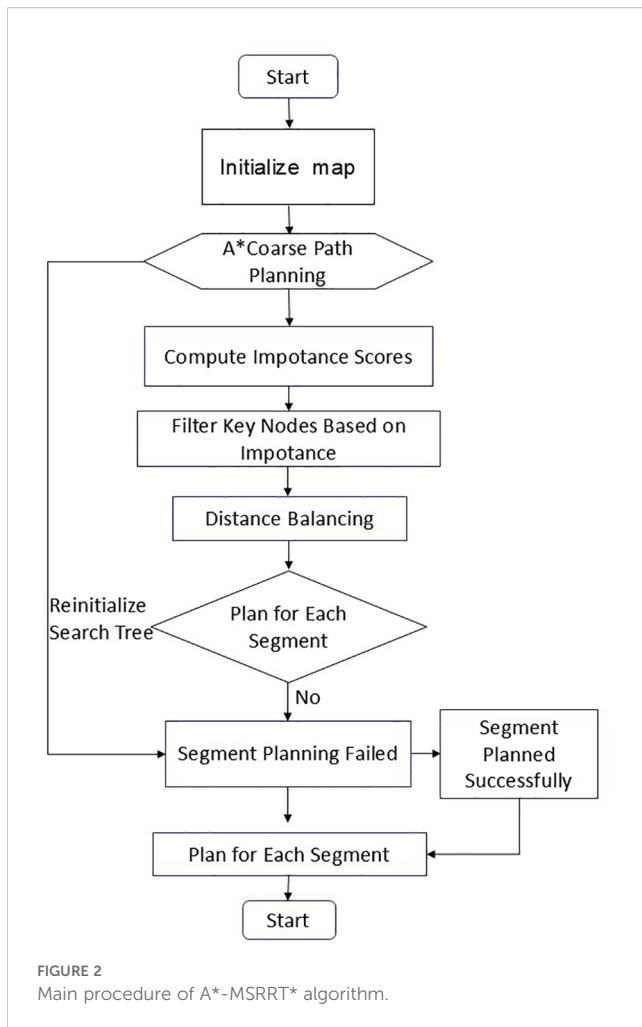 Start
Initialize map
A*Coarse Path
Planning
Compute Impotance Scores
Filter Key Nodes Based on
Impotance
Distance Balancing
Reinitialize
Search Tree
Plan for Each
Segment
No
Segment Planning Failed
Segment
Planned
Successfully
Plan for Each Segment
Start
FIGURE 2
Main procedure of A*-MSRRT* algorithm.